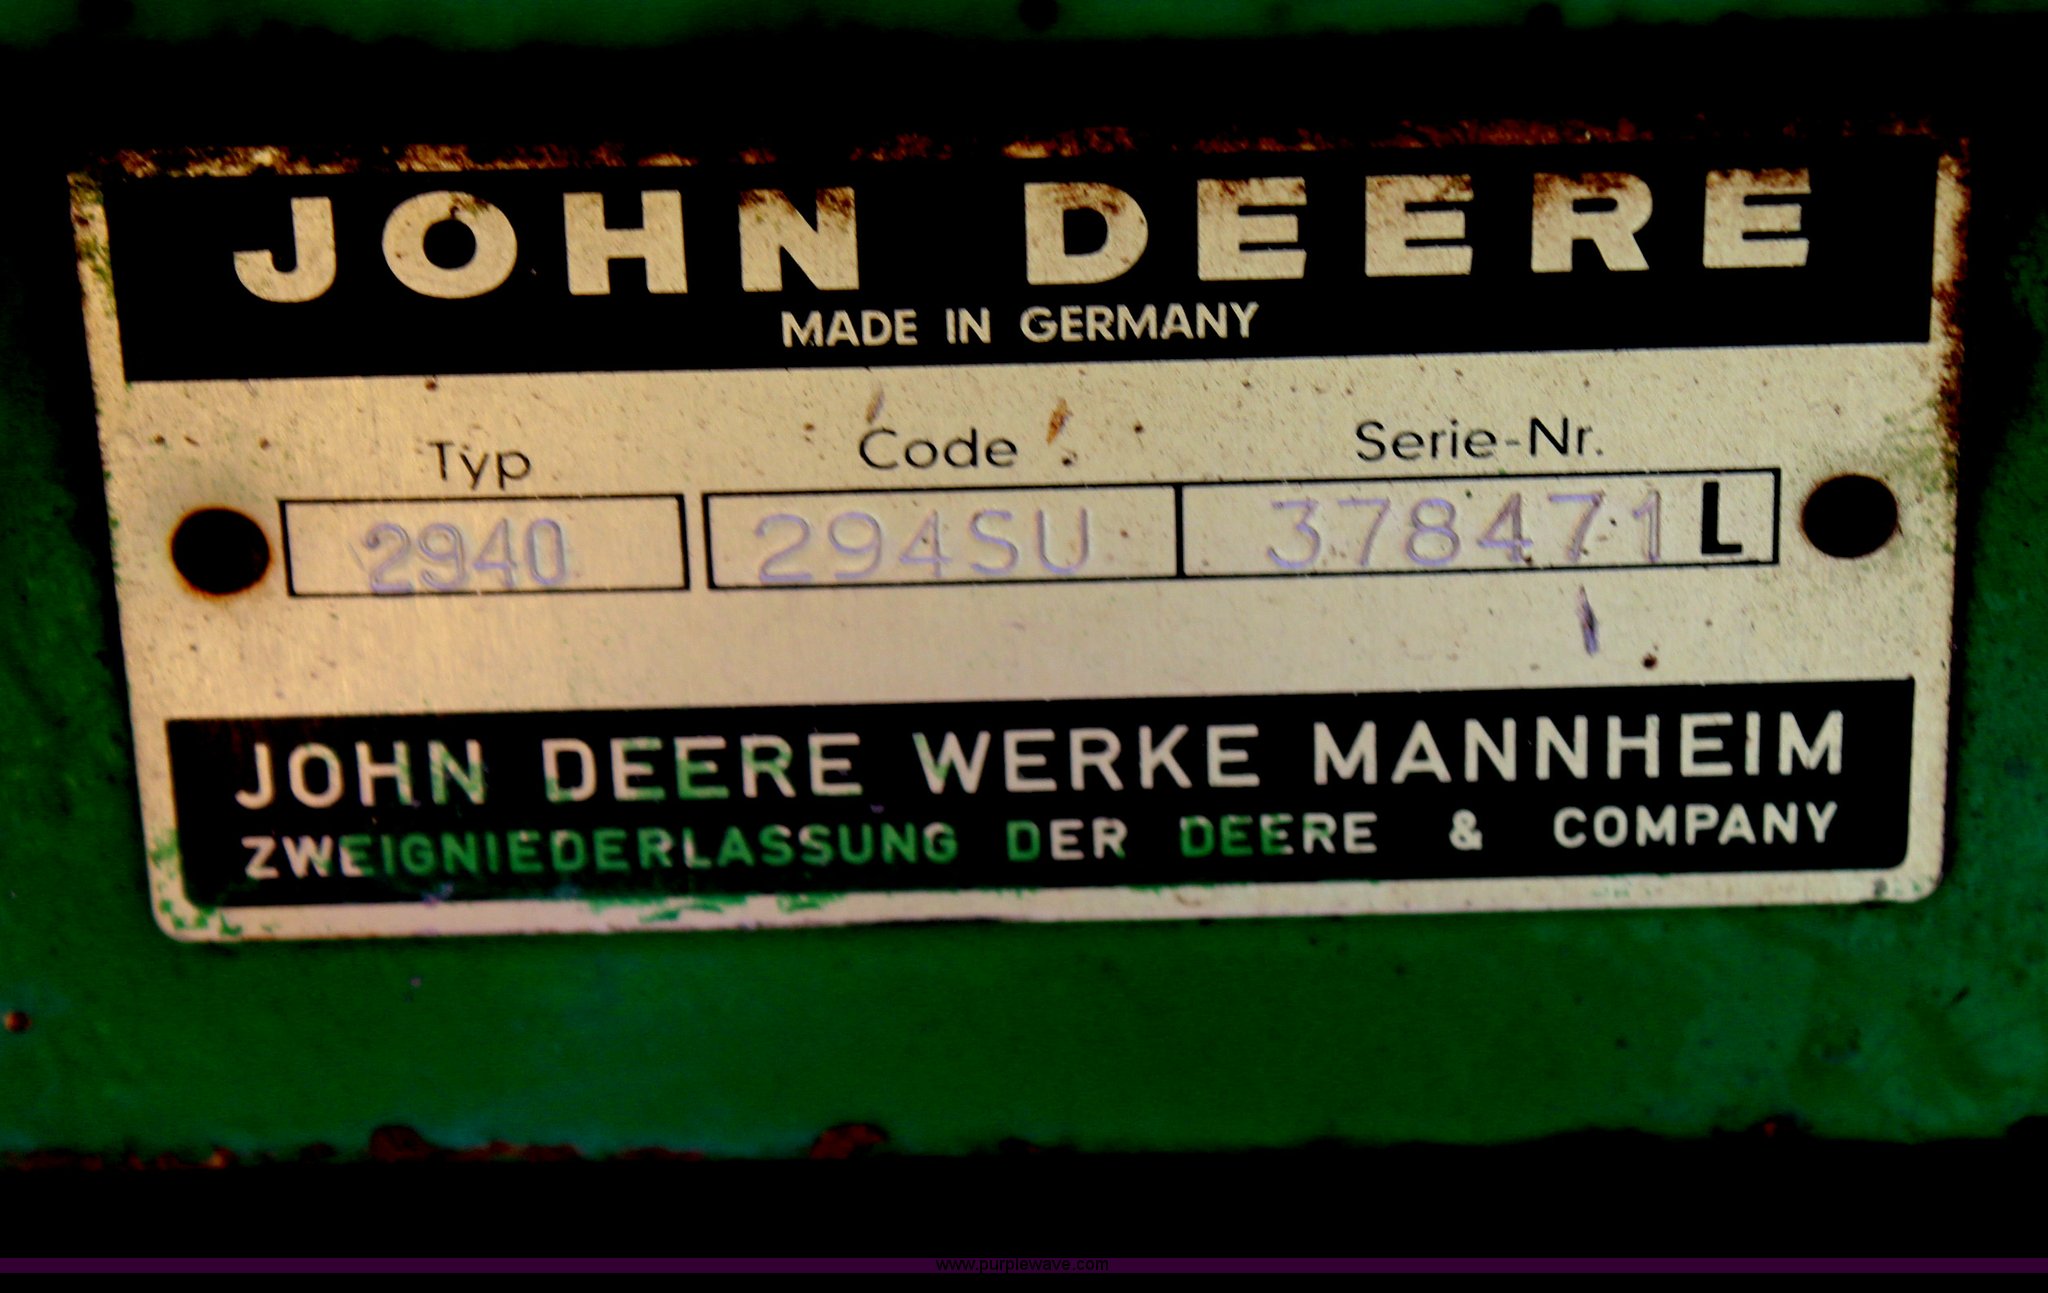 JOHN DEERE
MADE IN GERMANY
Typ Code Serie-Nr.
2940 294SU 378471 L
JOHN DEERE WERKE MANNHEIM
ZWEIGNIEDERLASSUNG DER DEERE & COMPANY
www.purplewave.com